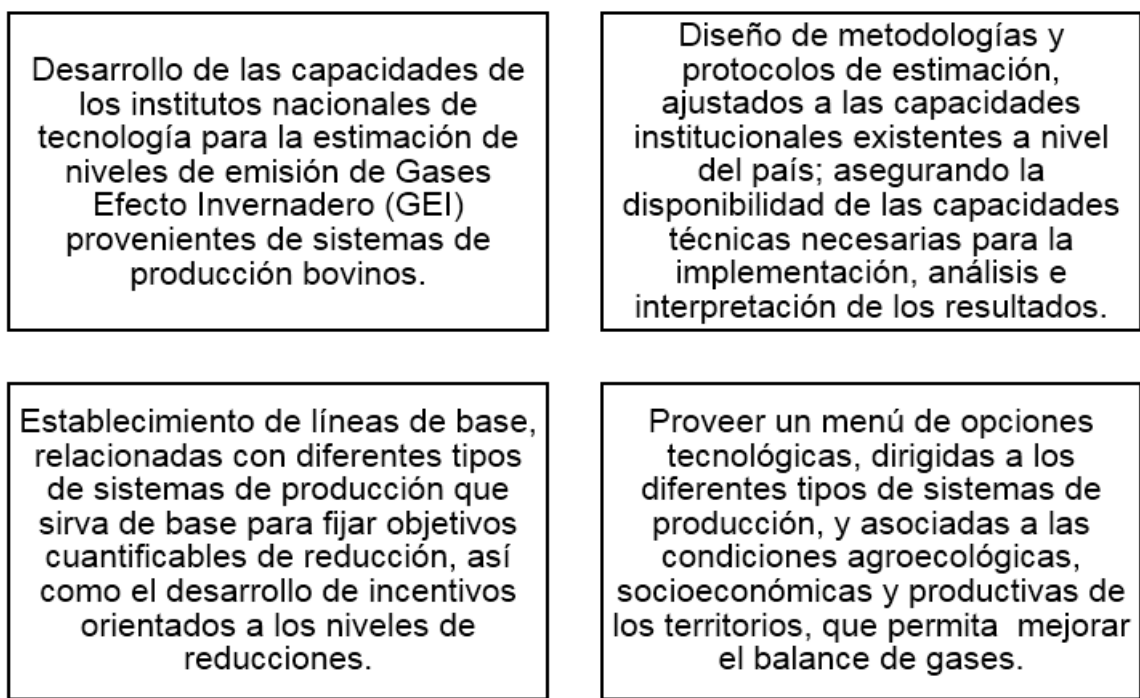 Desarrollo de las capacidades de
los institutos nacionales de
tecnología para la estimación de
niveles de emisión de Gases
Efecto Invernadero (GEI)
provenientes de sistemas de
producción bovinos.
Diseño de metodologías y
protocolos de estimación,
ajustados a las capacidades
institucionales existentes a nivel
del país; asegurando la
disponibilidad de las capacidades
técnicas necesarias para la
implementación, análisis e
interpretación de los resultados.
Establecimiento de líneas de base,
relacionadas con diferentes tipos
de sistemas de producción que
sirva de base para fijar objetivos
cuantificables de reducción, así
como el desarrollo de incentivos
orientados a los niveles de
reducciones.
Proveer un menú de opciones
tecnológicas, dirigidas a los
diferentes tipos de sistemas de
producción, y asociadas a las
condiciones agroecológicas,
socioeconómicas y productivas de
los territorios, que permita  mejorar
el balance de gases.